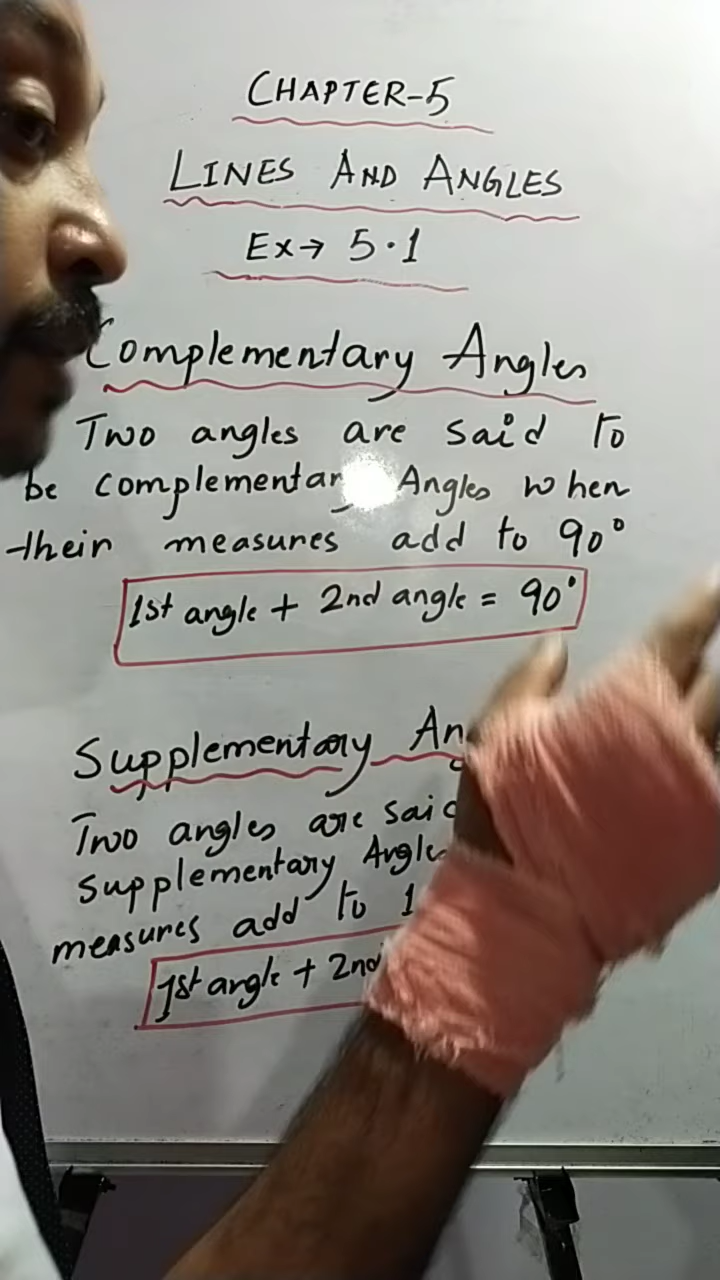 CHAPTER-5
LINES AND ANGLES
Ex→ 5.1
Complementary Angles
Two angles are said to
be complementary Angles when
their measures add to 90°
1st angle + 2nd angle = 90°
Supplementary
Two angles are said
supplementary Angles
measures add to
1st angle + 2nd